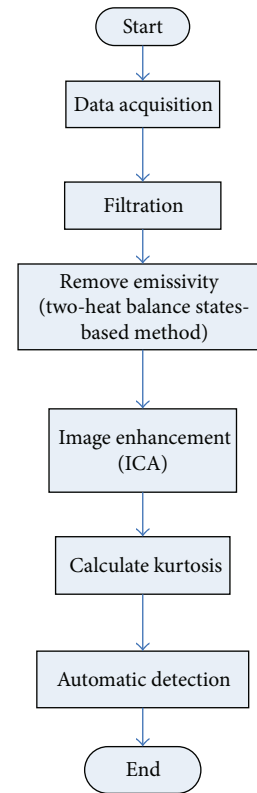 Start
Data acquisition
Filtration
Remove emissivity
(two-heat balance states-
based method)
Image enhancement
(ICA)
Calculate kurtosis
Automatic detection
End